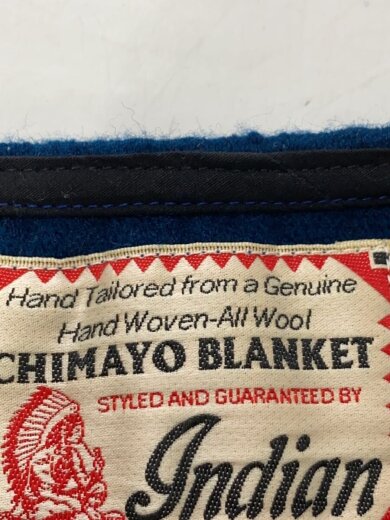 Hand Tailored from a Genuine
Hand Woven-All Wool
CHIMAYO BLANKET
STYLED AND GUARANTEED BY
Indian